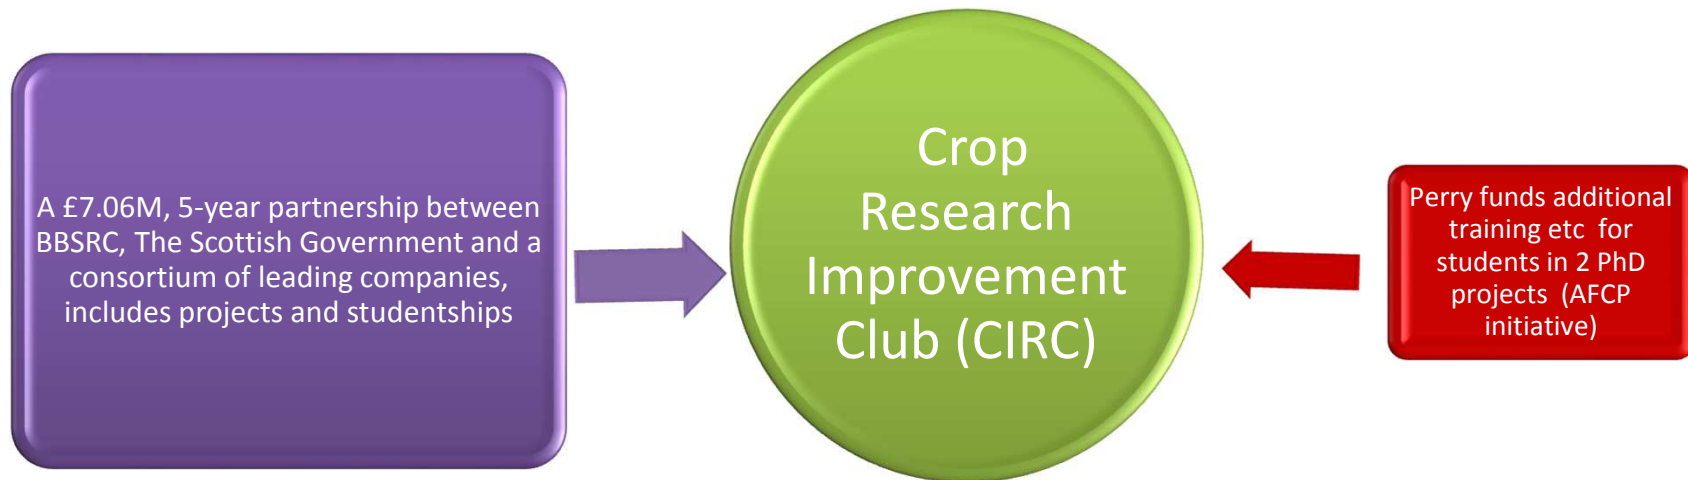 A £7.06M, 5-year partnership between
BBSRC, The Scottish Government and a
consortium of leading companies,
includes projects and studentships
Crop
Research
Improvement
Club (CIRC)
Perry funds additional
training etc for
students in 2 PhD
projects (AFCP
initiative)